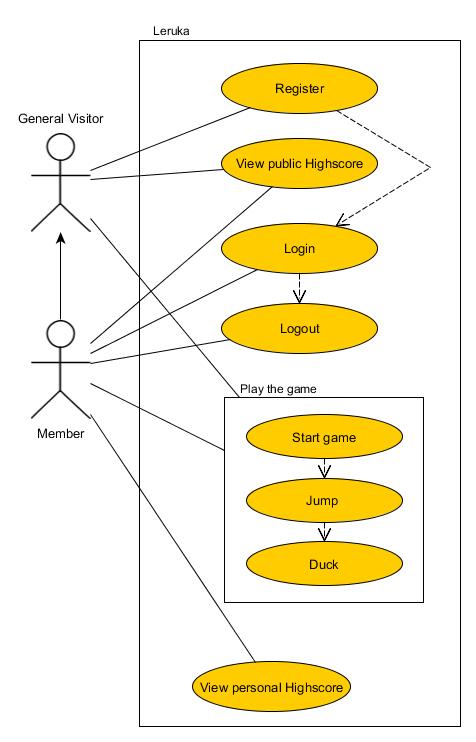 Leruka
Register
General Visitor
View public Highscore
Login
Logout
Play the game
Member
Start game
Jump
Duck
View personal Highscore